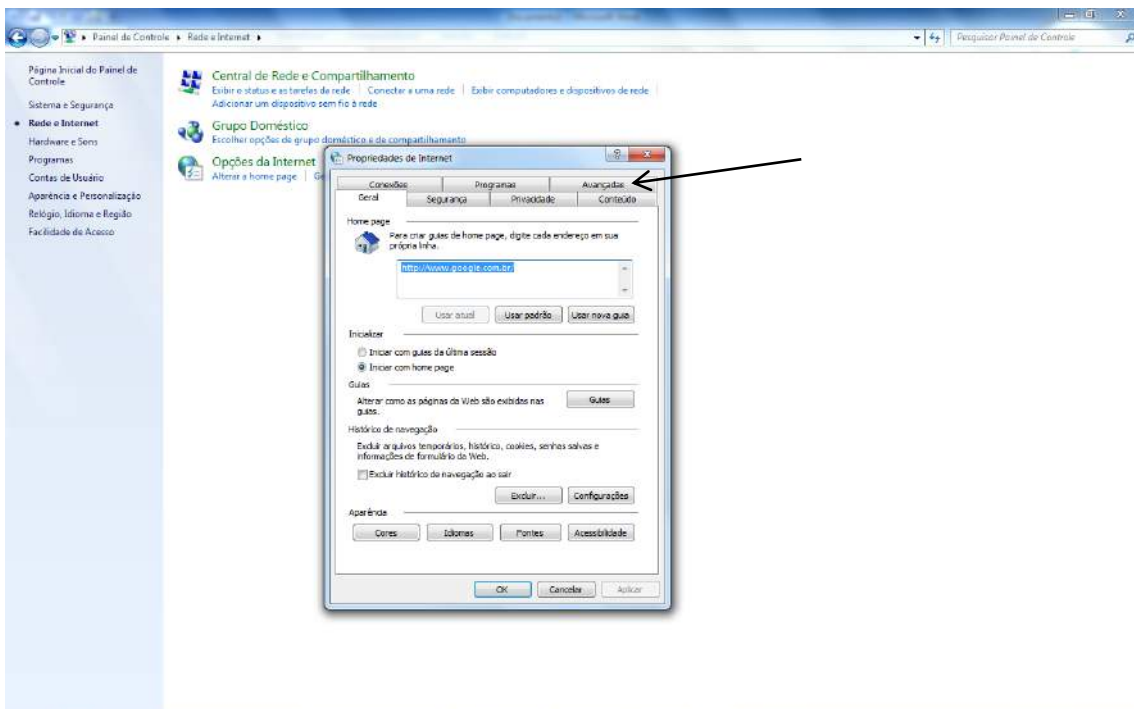 Painel de Controle ▸ Rede e Internet ▸
Pesquisar Painel de Controle
Página Inicial do Painel de
Controle
Sistema e Segurança
Rede e Internet
Hardware e Sons
Programas
Contas de Usuário
Aparência e Personalização
Relógio, Idioma e Região
Facilidade de Acesso
Central de Rede e Compartilhamento
Exibir o status e as tarefas da rede | Conectar a uma rede | Exibir computadores e dispositivos de rede
Adicionar um dispositivo sem fio à rede
Grupo Doméstico
Escolher opções de grupo doméstico e de compartilhamento
Opções da Internet
Alterar a home page
Propriedades de Internet
Conexões Programas Avançadas
Geral Segurança Privacidade Conteúdo
Home page
Para criar guias de home page, digite cada endereço em sua
própria linha.
http://www.google.com.br/
Usar atual Usar padrão Usar nova guia
Inicializar
Iniciar com guias da última sessão
Iniciar com home page
Guias
Alterar como as páginas da Web são exibidas nas
guias.
Guias
Histórico de navegação
Excluir arquivos temporários, histórico, cookies, senhas salvas e
informações de formulário da Web.
Excluir histórico de navegação ao sair
Excluir... Configurações
Aparência
Cores Idiomas Fontes Acessibilidade
OK Cancelar Aplicar